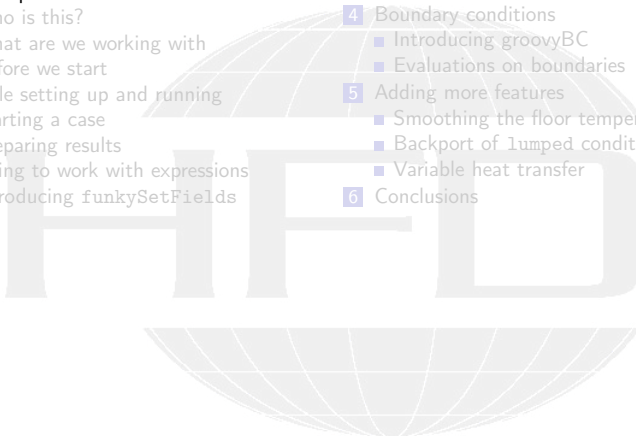 ho is this?
hat are we working with
fore we start
le setting up and running
arting a case
eparing results
ing to work with expressions
roducing funkySetFields
4 Boundary conditions
Introducing groovyBC
Evaluations on boundaries
5 Adding more features
Smoothing the floor temper
Backport of lumped condit
Variable heat transfer
6 Conclusions
HFD